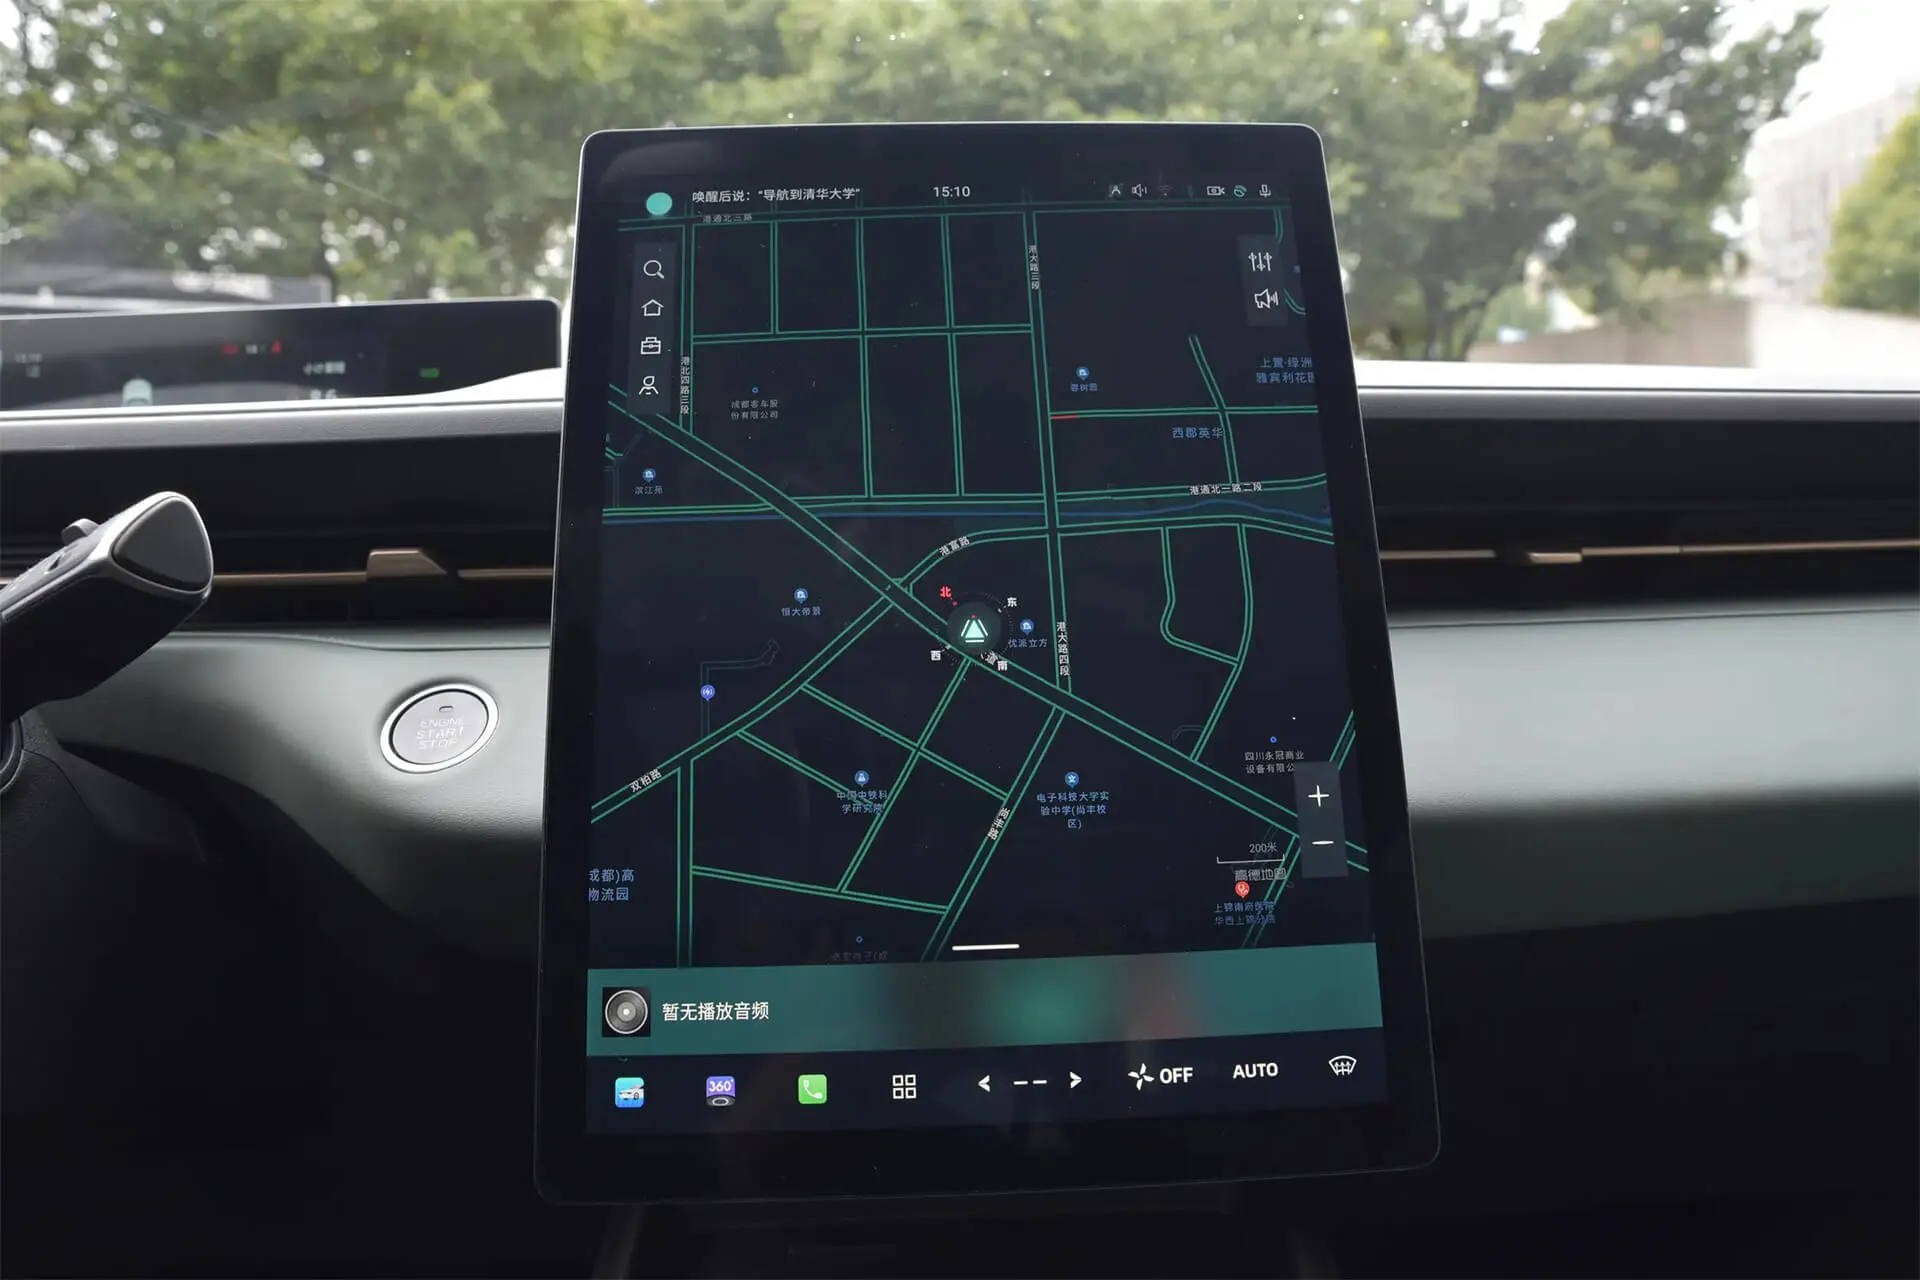 唤醒后说：“导航到清华大学”
15:10
港通北三路
港大路三段
港北四路三段
上置·绿洲
雅宾利花园
成都客车股
份有限公司
西郡英华
滨江苑
港通北一路二段
港富路
北
东
西
南
恒大帝景
优派立方
港大路四段
ENGINE
START
STOP
双柏路
四川永冠商业
设备有限公
中国中铁科
学研究院
电子科技大学实
验中学(尚丰校
区)
尚丰路
200米
高德地图
成都)高
物流园
上锦南府医院
华西上锦分院
暂无播放音频
360°
OFF
AUTO